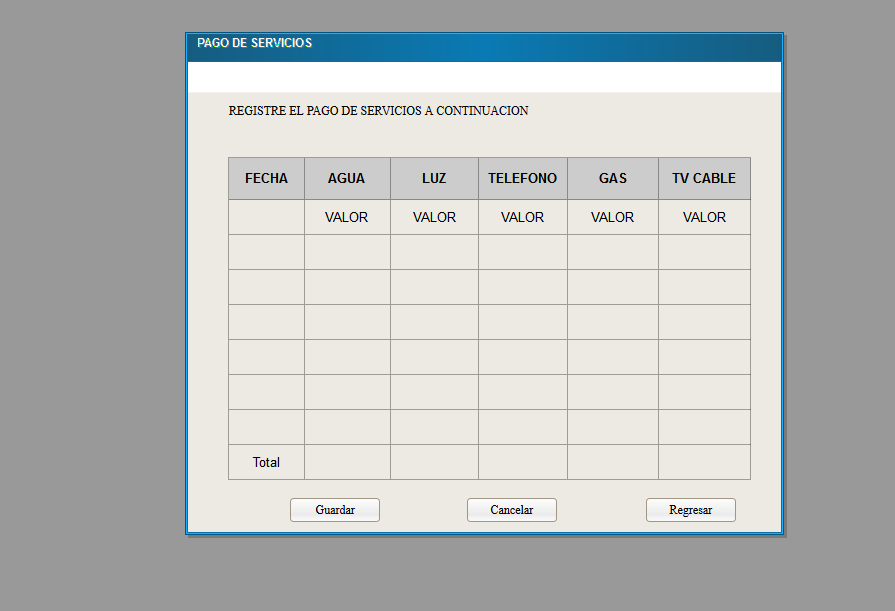 PAGO DE SERVICIOS
REGISTRE EL PAGO DE SERVICIOS A CONTINUACION
FECHA AGUA LUZ TELEFONO GAS TV CABLE
VALOR VALOR VALOR VALOR VALOR
Total
Guardar Cancelar Regresar